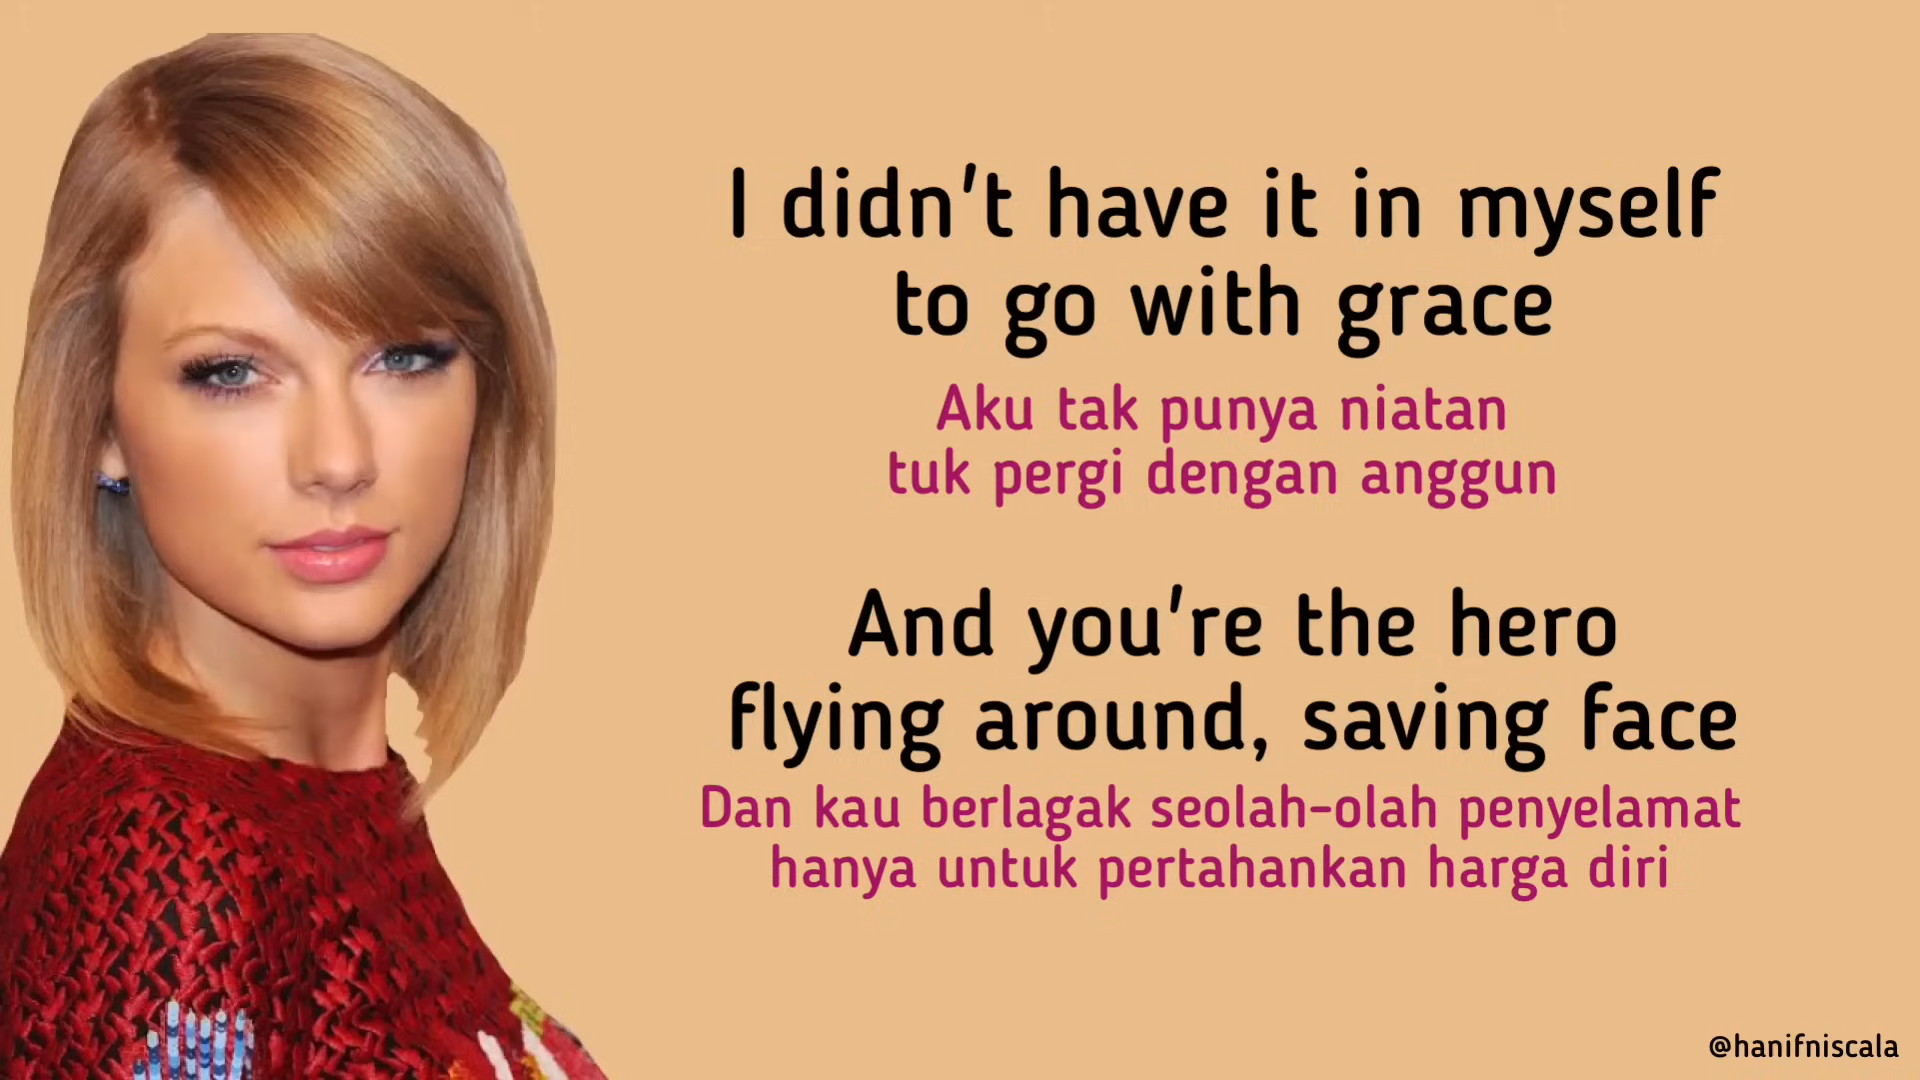 I didn't have it in myself
to go with grace
Aku tak punya niatan
tuk pergi dengan anggun
And you're the hero
flying around, saving face
Dan kau berlagak seolah-olah penyelamat
hanya untuk pertahankan harga diri
@hanifniscala